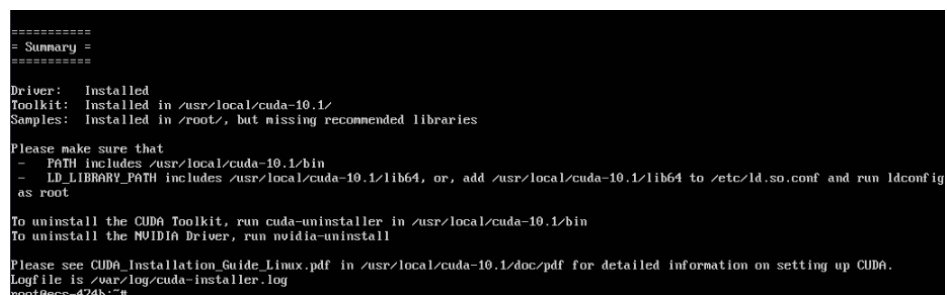 ===========
= Summary =
===========
Driver:   Installed
Toolkit:  Installed in /usr/local/cuda-10.1/
Samples:  Installed in /root/, but missing recommended libraries
Please make sure that
 -   PATH includes /usr/local/cuda-10.1/bin
 -   LD_LIBRARY_PATH includes /usr/local/cuda-10.1/lib64, or, add /usr/local/cuda-10.1/lib64 to /etc/ld.so.conf and run ldconfig
 as root
To uninstall the CUDA Toolkit, run cuda-uninstaller in /usr/local/cuda-10.1/bin
To uninstall the NVIDIA Driver, run nvidia-uninstall
Please see CUDA_Installation_Guide_Linux.pdf in /usr/local/cuda-10.1/doc/pdf for detailed information on setting up CUDA.
Logfile is /var/log/cuda-installer.log
root@ecs-424b:~#